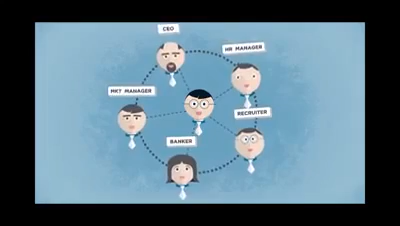 CEO
HR MANAGER
MKT MANAGER
RECRUITER
BANKER